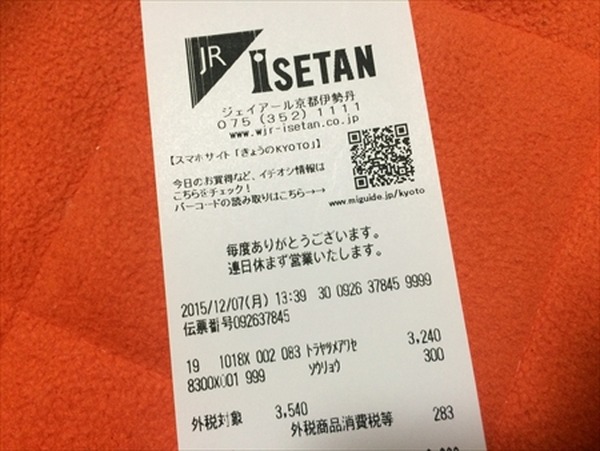 JR ISETAN
ジェイアール京都伊勢丹
075(352)1111
www.wjr-isetan.co.jp
【スマホサイト「きょうのKYOTO」】
今日のお買得など、イチオシ情報は
こちらをチェック!
バーコードの読み取りはこちら→→
www.miguide.jp/kyoto
毎度ありがとうございます。
連日休まず営業いたします。
2015/12/07(月) 13:39 30 0926 37845 9999
伝票番号092637845
19 1018X 002 083 トラヤツメアワセ 3,240
8300X001 999 ソウリョウ 300
外税対象 3,540
外税商品消費税等 283